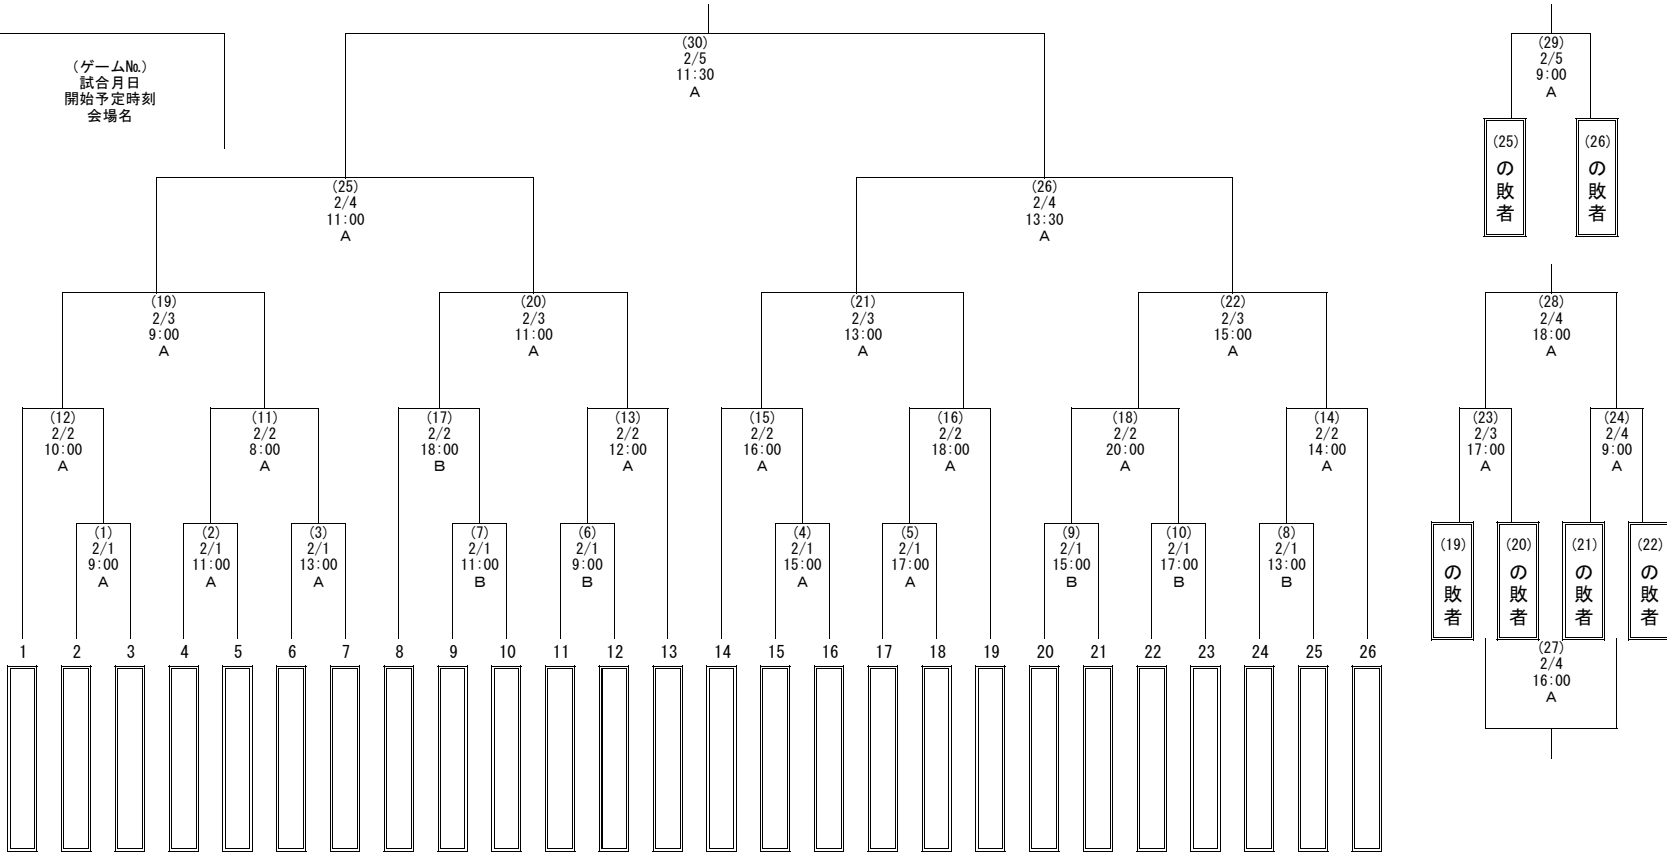 （ゲーム№）
試合月日
開始予定時刻
会場名
(30)
2/5
11:30
A
(29)
2/5
9:00
A
(25)
の敗者
(26)
の敗者
(25)
2/4
11:00
A
(26)
2/4
13:30
A
(19)
2/3
9:00
A
(20)
2/3
11:00
A
(21)
2/3
13:00
A
(22)
2/3
15:00
A
(28)
2/4
18:00
A
(12)
2/2
10:00
A
(11)
2/2
8:00
A
(17)
2/2
18:00
B
(13)
2/2
12:00
A
(15)
2/2
16:00
A
(16)
2/2
18:00
A
(18)
2/2
20:00
A
(14)
2/2
14:00
A
(23)
2/3
17:00
A
(24)
2/4
9:00
A
(1)
2/1
9:00
A
(2)
2/1
11:00
A
(3)
2/1
13:00
A
(7)
2/1
11:00
B
(6)
2/1
9:00
B
(4)
2/1
15:00
A
(5)
2/1
17:00
A
(9)
2/1
15:00
B
(10)
2/1
17:00
B
(8)
2/1
13:00
B
(19)
の敗者
(20)
の敗者
(21)
の敗者
(22)
の敗者
(27)
2/4
16:00
A
1 2 3 4 5 6 7 8 9 10 11 12 13 14 15 16 17 18 19 20 21 22 23 24 25 26